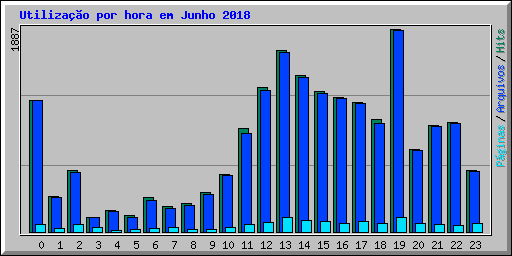 Utilização por hora em Junho 2018
1887
Páginas / Arquivos / Hits
0 1 2 3 4 5 6 7 8 9 10 11 12 13 14 15 16 17 18 19 20 21 22 23